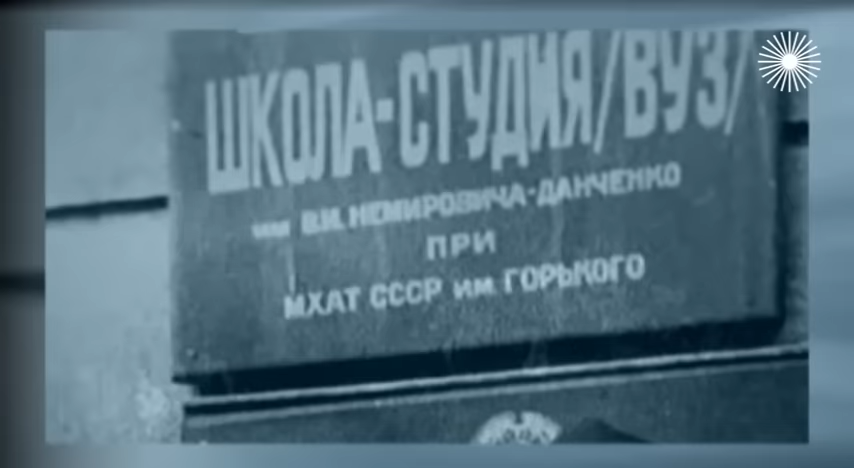 ШКОЛА-СТУДИЯ/ВУЗ/
им В.И. НЕМИРОВИЧА-ДАНЧЕНКО
ПРИ
МХАТ СССР им ГОРЬКОГО